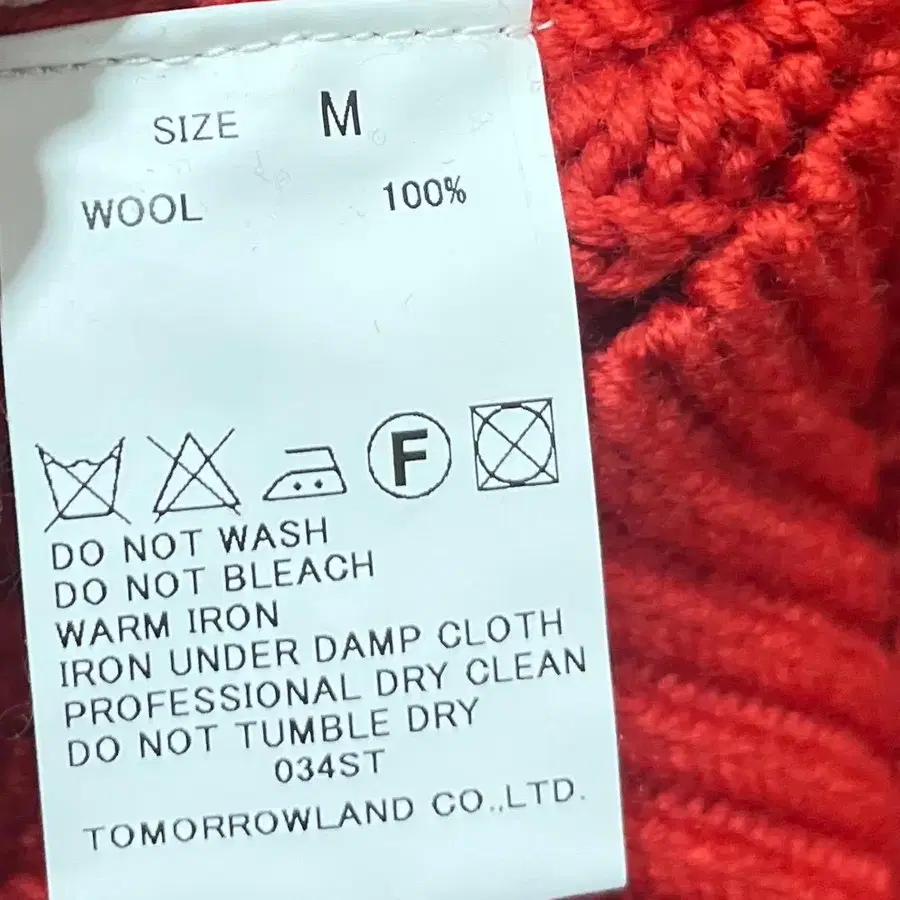 SIZE M
WOOL 100%
F
DO NOT WASH
DO NOT BLEACH
WARM IRON
IRON UNDER DAMP CLOTH
PROFESSIONAL DRY CLEAN
DO NOT TUMBLE DRY
034ST
TOMORROWLAND CO.,LTD.